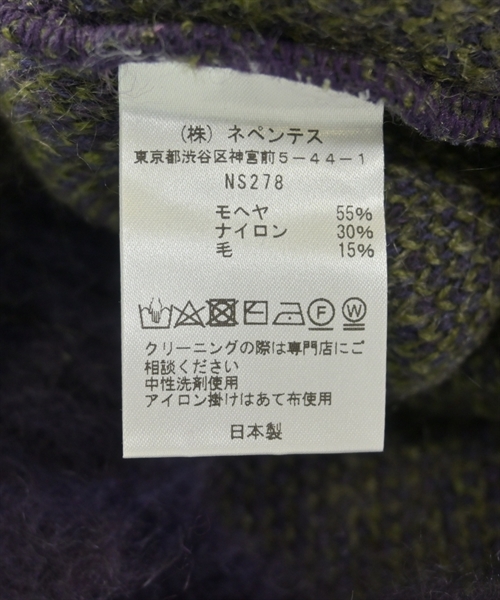 （株）ネペンテス
東京都渋谷区神宮前5－44－1
NS278
モヘヤ 55%
ナイロン 30%
毛 15%
F W
クリーニングの際は専門店にご
相談ください
中性洗剤使用
アイロン掛けはあて布使用
日本製